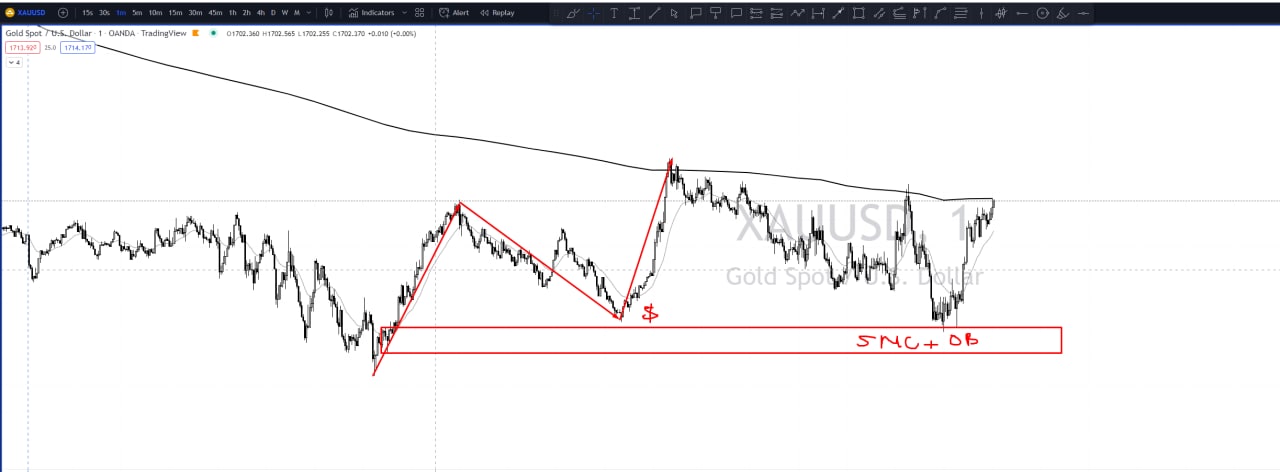 XAUUSD 15s 30s 1m 5m 10m 15m 30m 45m 1h 2h 4h D W M Indicators Alert Replay
Gold Spot / U.S. Dollar · 1 · OANDA · TradingView O1702.360 H1702.565 L1702.255 C1702.370 +0.010 (+0.00%)
1713.920 25.0 1714.170
4
XAUUSD, 1
Gold Spot / U.S. Dollar
$
SMC + OB